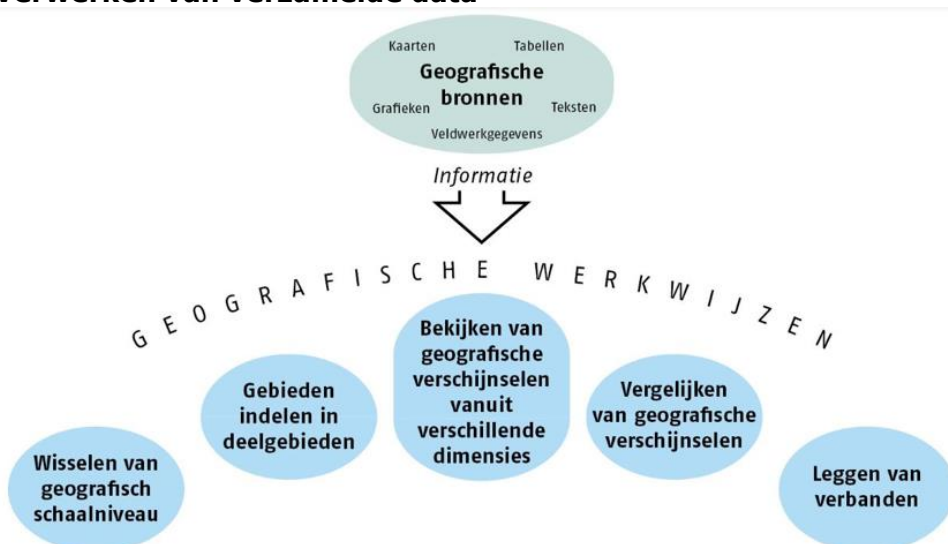 verwerken van verzamelde data
Kaarten
Tabellen
Geografische
bronnen
Grafieken
Teksten
Veldwerkgegevens
Informatie
GEOGRAFISCHE WERKWIJZEN
Wisselen van
geografisch
schaalniveau
Gebieden
indelen in
deelgebieden
Bekijken van
geografische
verschijnselen
vanuit
verschillende
dimensies
Vergelijken
van geografische
verschijnselen
Leggen van
verbanden